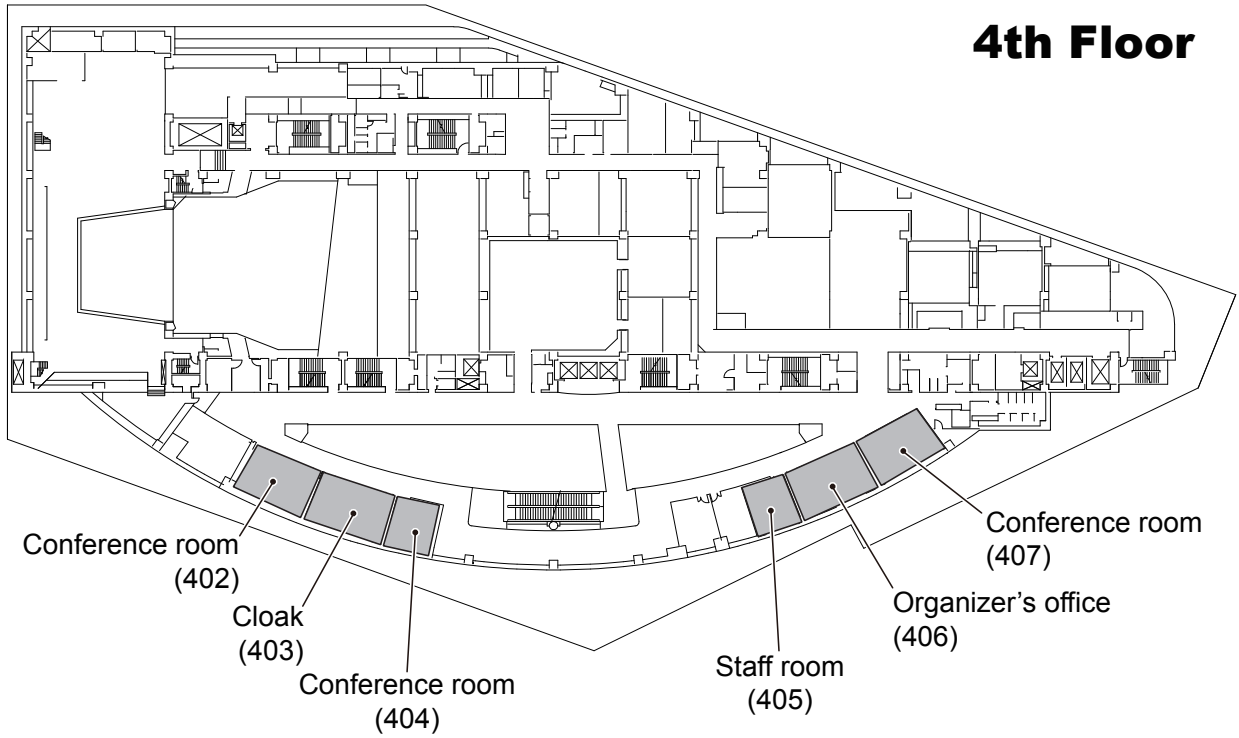 4th Floor
Conference room
(402)
Cloak
(403)
Conference room
(404)
Staff room
(405)
Organizer’s office
(406)
Conference room
(407)